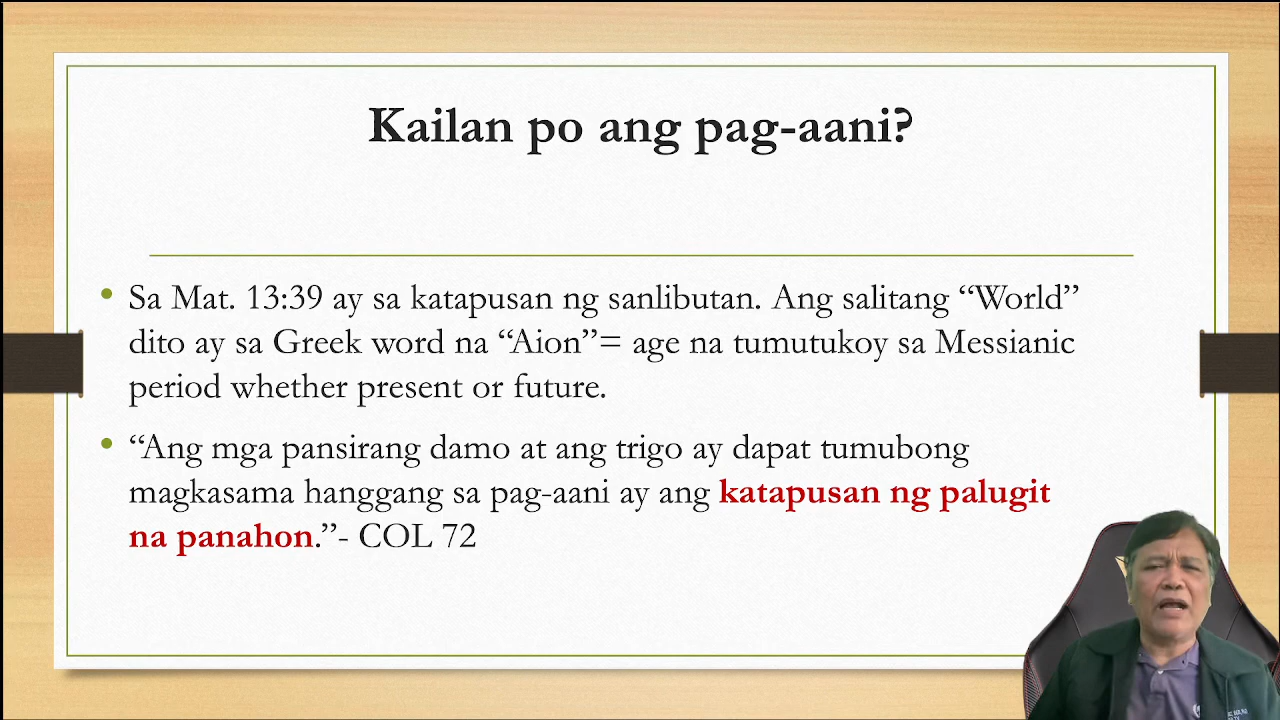 Kailan po ang pag-aani?
• Sa Mat. 13:39 ay sa katapusan ng sanlibutan. Ang salitang “World”
dito ay sa Greek word na “Aion”= age na tumutukoy sa Messianic
period whether present or future.
• “Ang mga pansirang damo at ang trigo ay dapat tumubong
magkasama hanggang sa pag-aani ay ang katapusan ng palugit
na panahon.”- COL 72